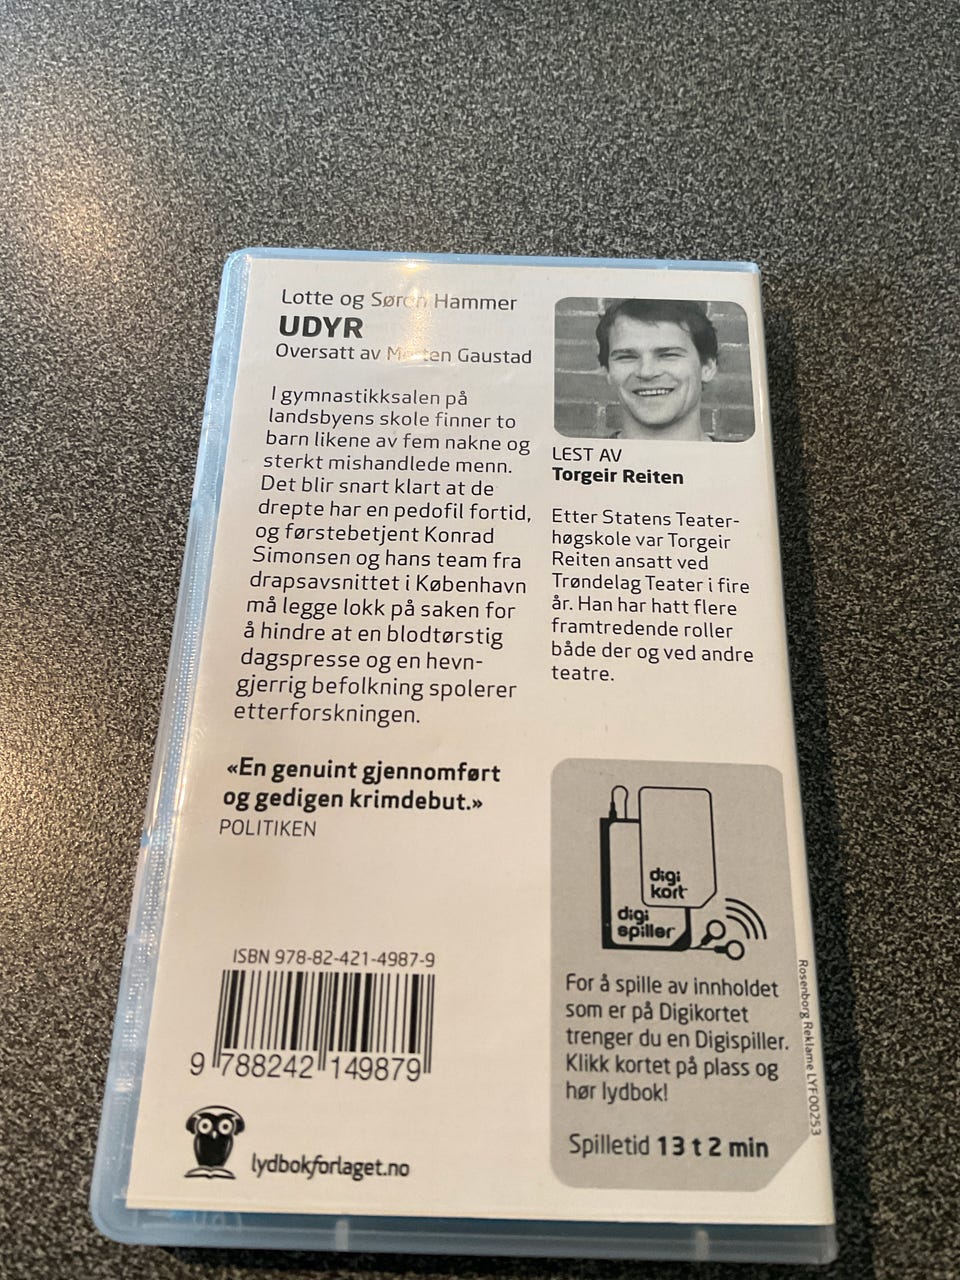 Lotte og Søren Hammer
UDYR
Oversatt av Morten Gaustad
I gymnastikksalen på
landsbyens skole finner to
barn likene av fem nakne og
sterkt mishandlede menn.
Det blir snart klart at de
drepte har en pedofil fortid,
og førstebetjent Konrad
Simonsen og hans team fra
drapsavsnittet i København
må legge lokk på saken for
å hindre at en blodtørstig
dagspresse og en hevn-
gjerrig befolkning spolerer
etterforskningen.
«En genuint gjennomført
og gedigen krimdebut.»
POLITIKEN
ISBN 978-82-421-4987-9
9 788242 149879
lydbokforlaget.no
LEST AV
Torgeir Reiten
Etter Statens Teater-
høgskole var Torgeir
Reiten ansatt ved
Trøndelag Teater i fire
år. Han har hatt flere
framtredende roller
både der og ved andre
teatre.
digi
kort
digi
spiller
For å spille av innholdet
som er på Digikortet
trenger du en Digispiller.
Klikk kortet på plass og
hør lydbok!
Spilletid 13 t 2 min
Rosenborg Reklame LYF00253